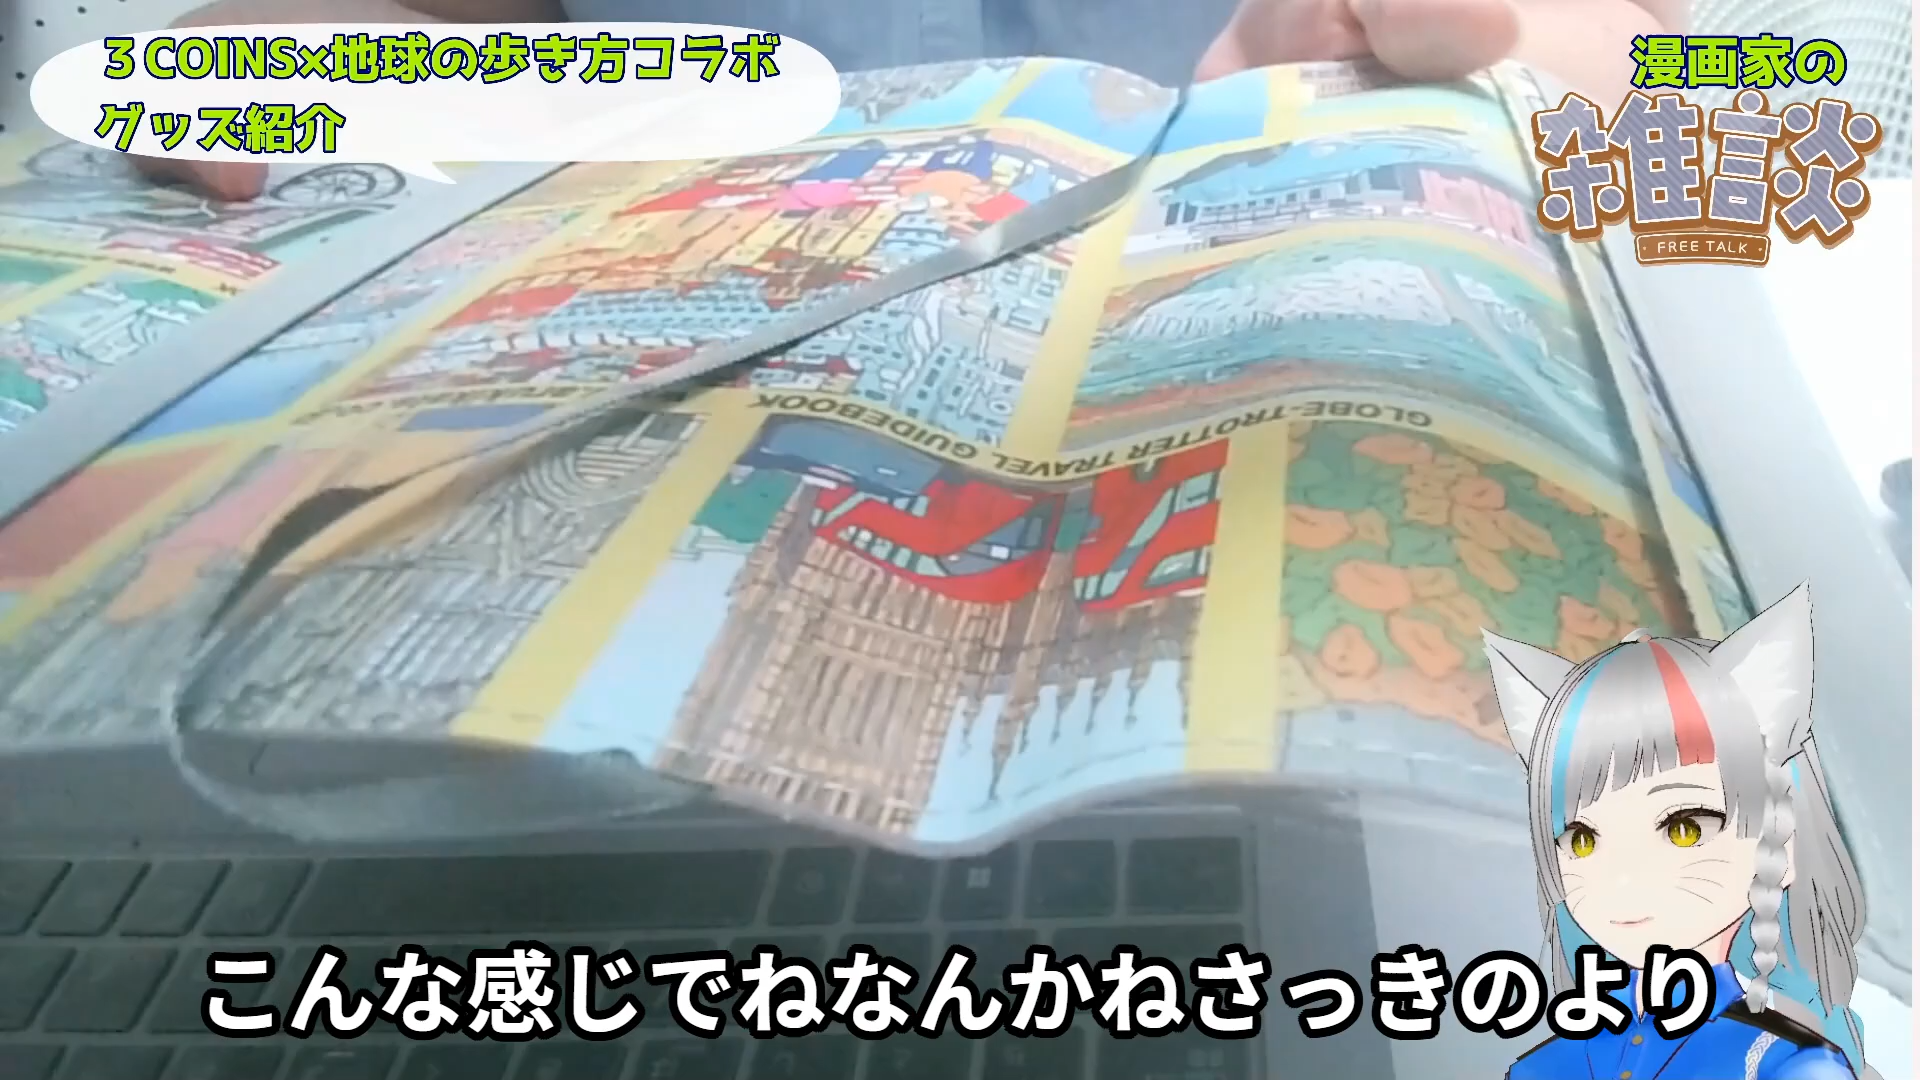 3COINS×地球の歩き方コラボ
グッズ紹介
漫画家の
雑談
FREE TALK
GLOBE-TROTTER TRAVEL GUIDEBOOK
こんな感じでねなんかねさっきのより